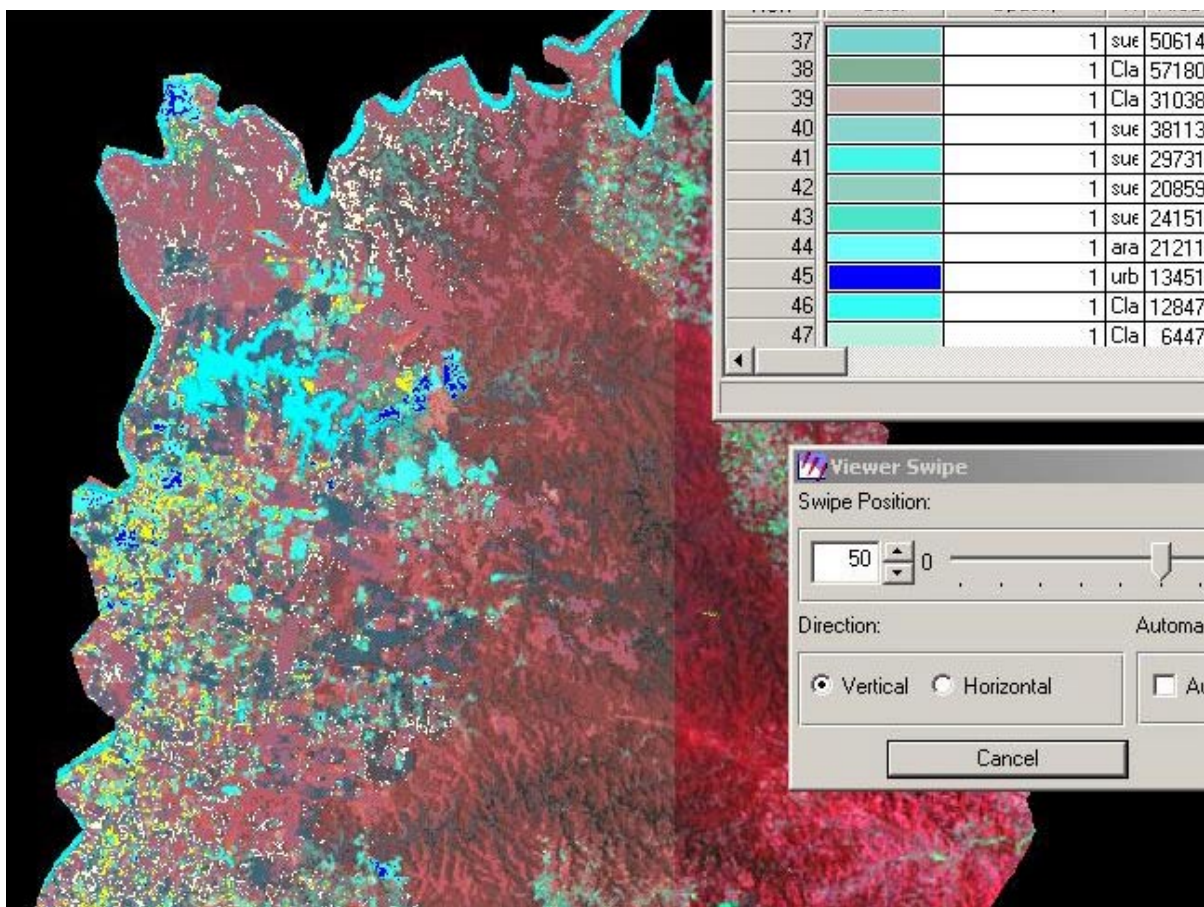 37 1 sue 50614
38 1 Cla 57180
39 1 Cla 31038
40 1 sue 38113
41 1 sue 29731
42 1 sue 20859
43 1 sue 24151
44 1 ara 21211
45 1 urb 13451
46 1 Cla 12847
47 1 Cla 6447
Viewer Swipe
Swipe Position:
50 0
Direction: Automa
Vertical Horizontal Au
Cancel